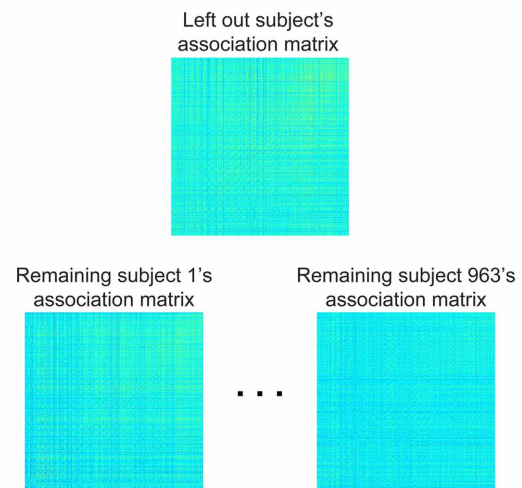 Left out subject's
association matrix
Remaining subject 1's
association matrix
Remaining subject 963's
association matrix
. . .